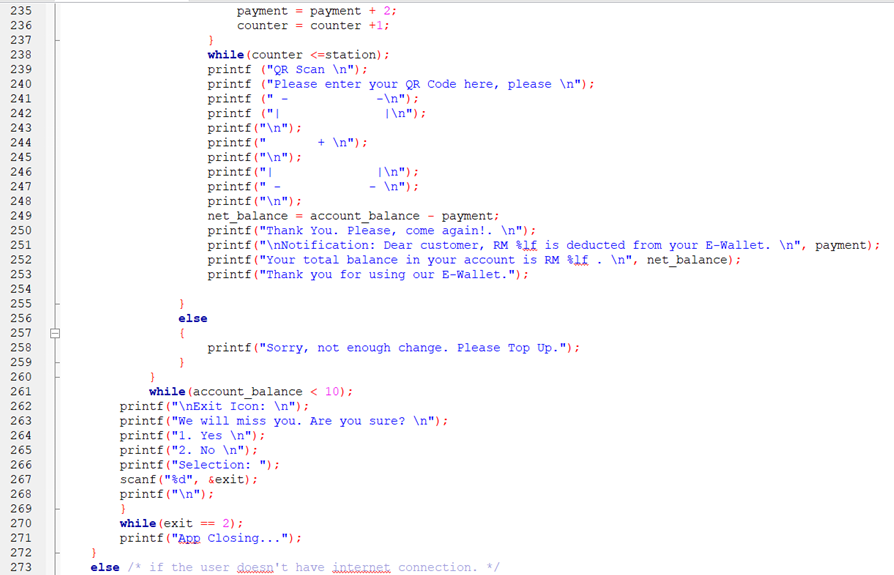 235 payment = payment + 2;
236 counter = counter +1;
237 }
238 while(counter <=station);
239 printf ("QR Scan \n");
240 printf ("Please enter your QR Code here, please \n");
241 printf (" -            -\n");
242 printf ("|              |\n");
243 printf("\n");
244 printf("       + \n");
245 printf("\n");
246 printf("|              |\n");
247 printf(" -            - \n");
248 printf("\n");
249 net_balance = account_balance - payment;
250 printf("Thank You. Please, come again!. \n");
251 printf("\nNotification: Dear customer, RM %lf is deducted from your E-Wallet. \n", payment);
252 printf("Your total balance in your account is RM %lf . \n", net_balance);
253 printf("Thank you for using our E-Wallet.");
254
255 }
256 else
257 {
258 printf("Sorry, not enough change. Please Top Up.");
259 }
260 }
261 while(account_balance < 10);
262 printf("\nExit Icon: \n");
263 printf("We will miss you. Are you sure? \n");
264 printf("1. Yes \n");
265 printf("2. No \n");
266 printf("Selection: ");
267 scanf("%d", &exit);
268 printf("\n");
269 }
270 while(exit == 2);
271 printf("App Closing...");
272 }
273 else /* if the user doesn't have internet connection. */